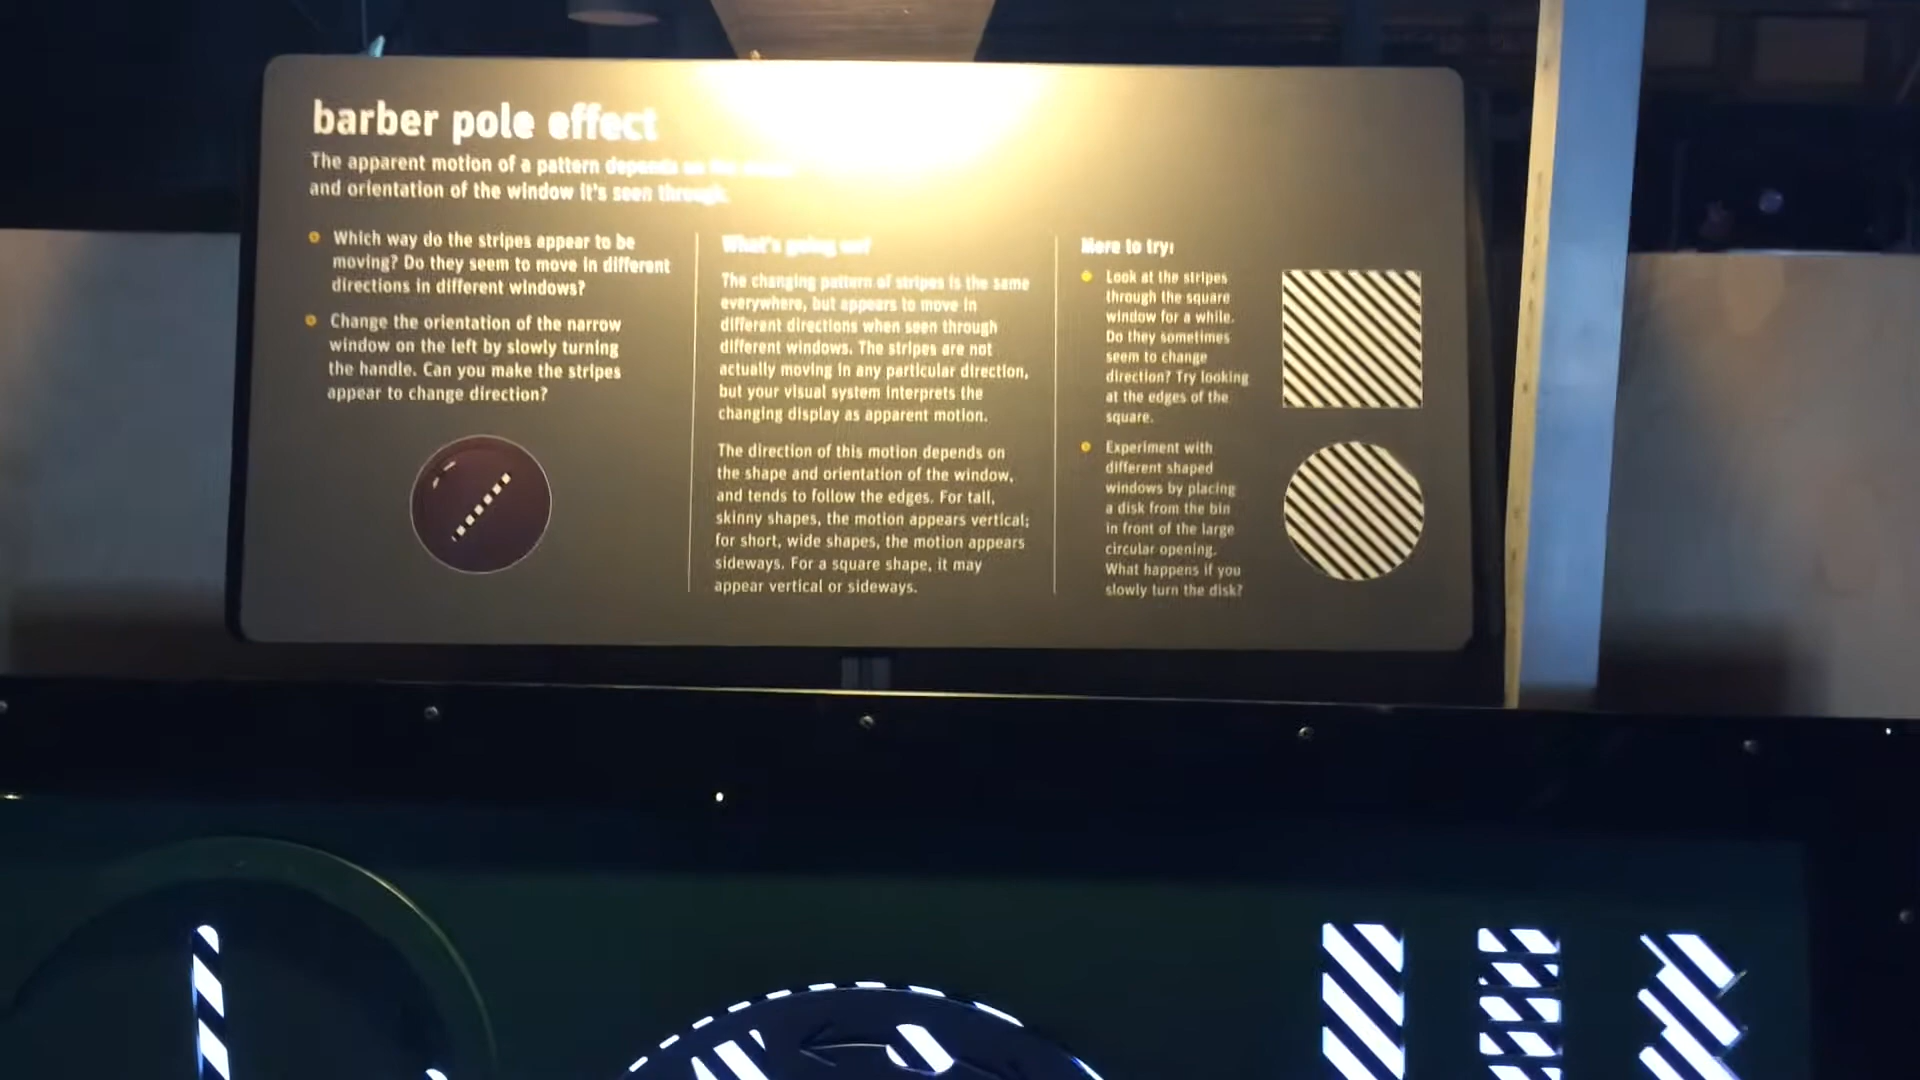 barber pole effect
The apparent motion of a pattern depends on the
and orientation of the window it's seen through.
Which way do the stripes appear to be
moving? Do they seem to move in different
directions in different windows?
Change the orientation of the narrow
window on the left by slowly turning
the handle. Can you make the stripes
appear to change direction?
What's going on?
The changing pattern of stripes is the same
everywhere, but appears to move in
different directions when seen through
different windows. The stripes are not
actually moving in any particular direction,
but your visual system interprets the
changing display as apparent motion.
The direction of this motion depends on
the shape and orientation of the window,
and tends to follow the edges. For tall,
skinny shapes, the motion appears vertical;
for short, wide shapes, the motion appears
sideways. For a square shape, it may
appear vertical or sideways.
More to try:
Look at the stripes
through the square
window for a while.
Do they sometimes
seem to change
direction? Try looking
at the edges of the
square.
Experiment with
different shaped
windows by placing
a disk from the bin
in front of the large
circular opening.
What happens if you
slowly turn the disk?